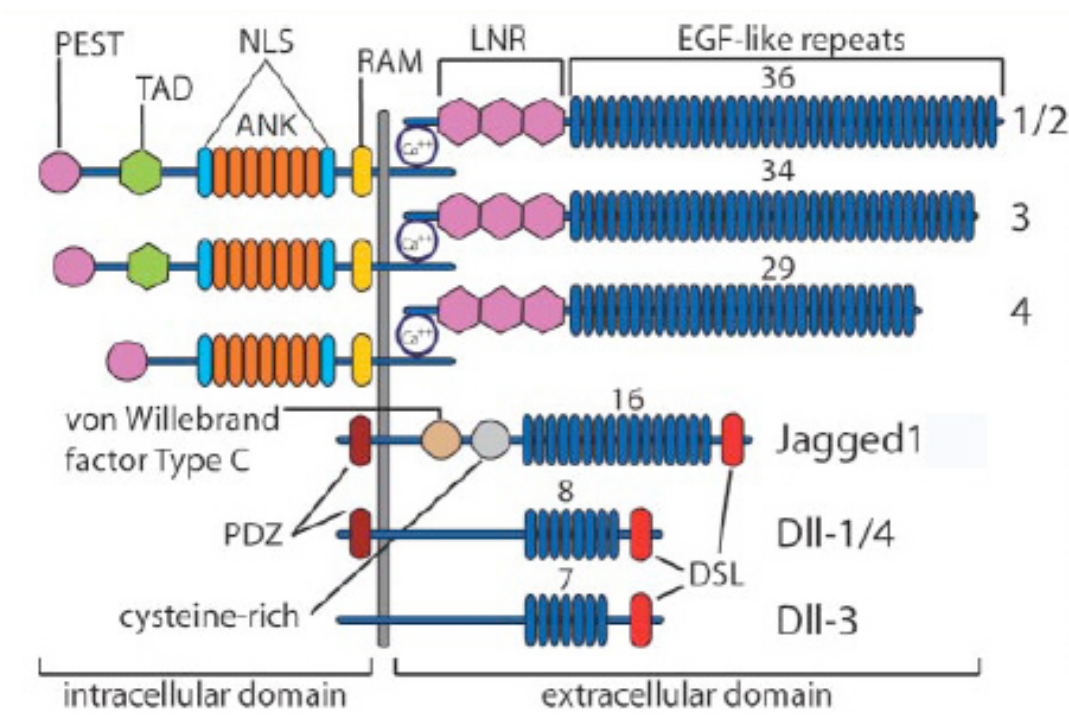 PEST
TAD
NLS
ANK
RAM
LNR
EGF-like repeats
36
Ca++
1/2
34
Ca++
3
29
Ca++
4
von Willebrand
factor Type C
16
Jagged1
PDZ
8
Dll-1/4
DSL
cysteine-rich
7
Dll-3
intracellular domain
extracellular domain